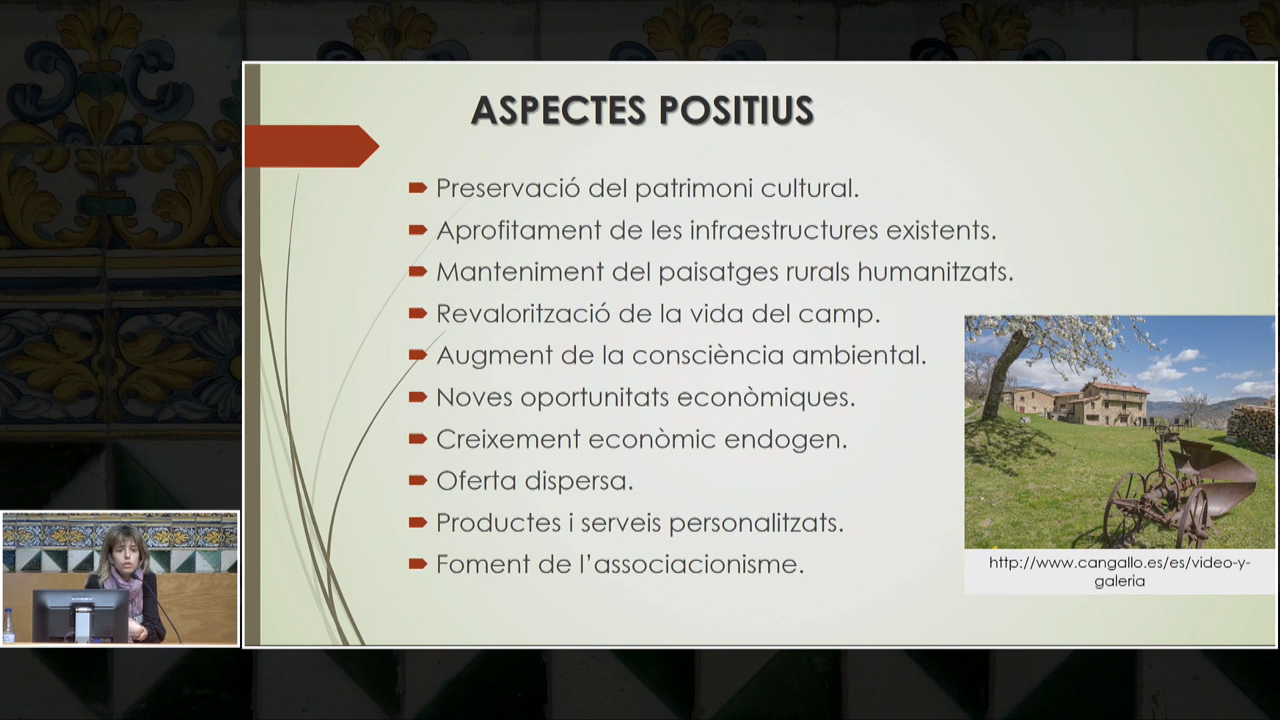 ASPECTES POSITIUS
Preservació del patrimoni cultural.
Aprofitament de les infraestructures existents.
Manteniment del paisatges rurals humanitzats.
Revalorització de la vida del camp.
Augment de la consciència ambiental.
Noves oportunitats econòmiques.
Creixement econòmic endogen.
Oferta dispersa.
Productes i serveis personalitzats.
Foment de l'associacionisme.
http://www.cangallo.es/es/video-y-
galeria